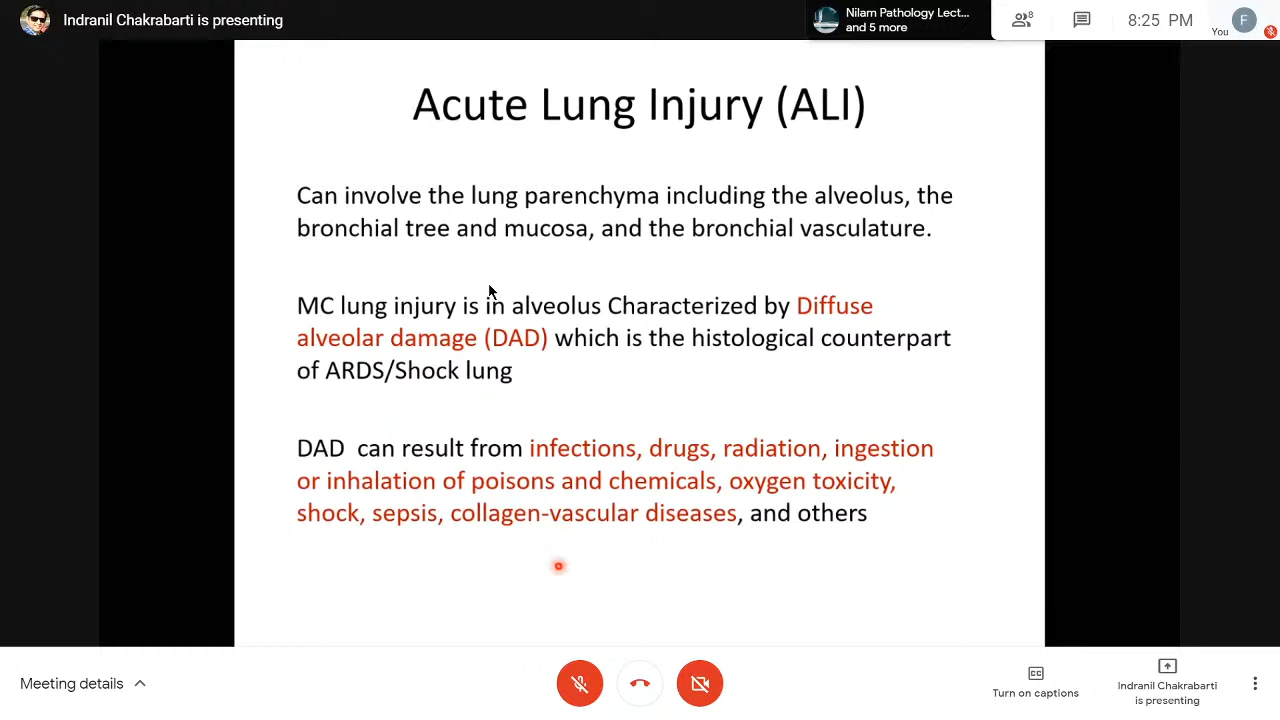 Indranil Chakrabarti is presenting
Nilam Pathology Lect...
and 5 more
8
8:25 PM
You
F
Acute Lung Injury (ALI)
Can involve the lung parenchyma including the alveolus, the
bronchial tree and mucosa, and the bronchial vasculature.
MC lung injury is in alveolus Characterized by Diffuse
alveolar damage (DAD) which is the histological counterpart
of ARDS/Shock lung
DAD can result from infections, drugs, radiation, ingestion
or inhalation of poisons and chemicals, oxygen toxicity,
shock, sepsis, collagen-vascular diseases, and others
Meeting details
CC
Turn on captions
Indranil Chakrabarti
is presenting